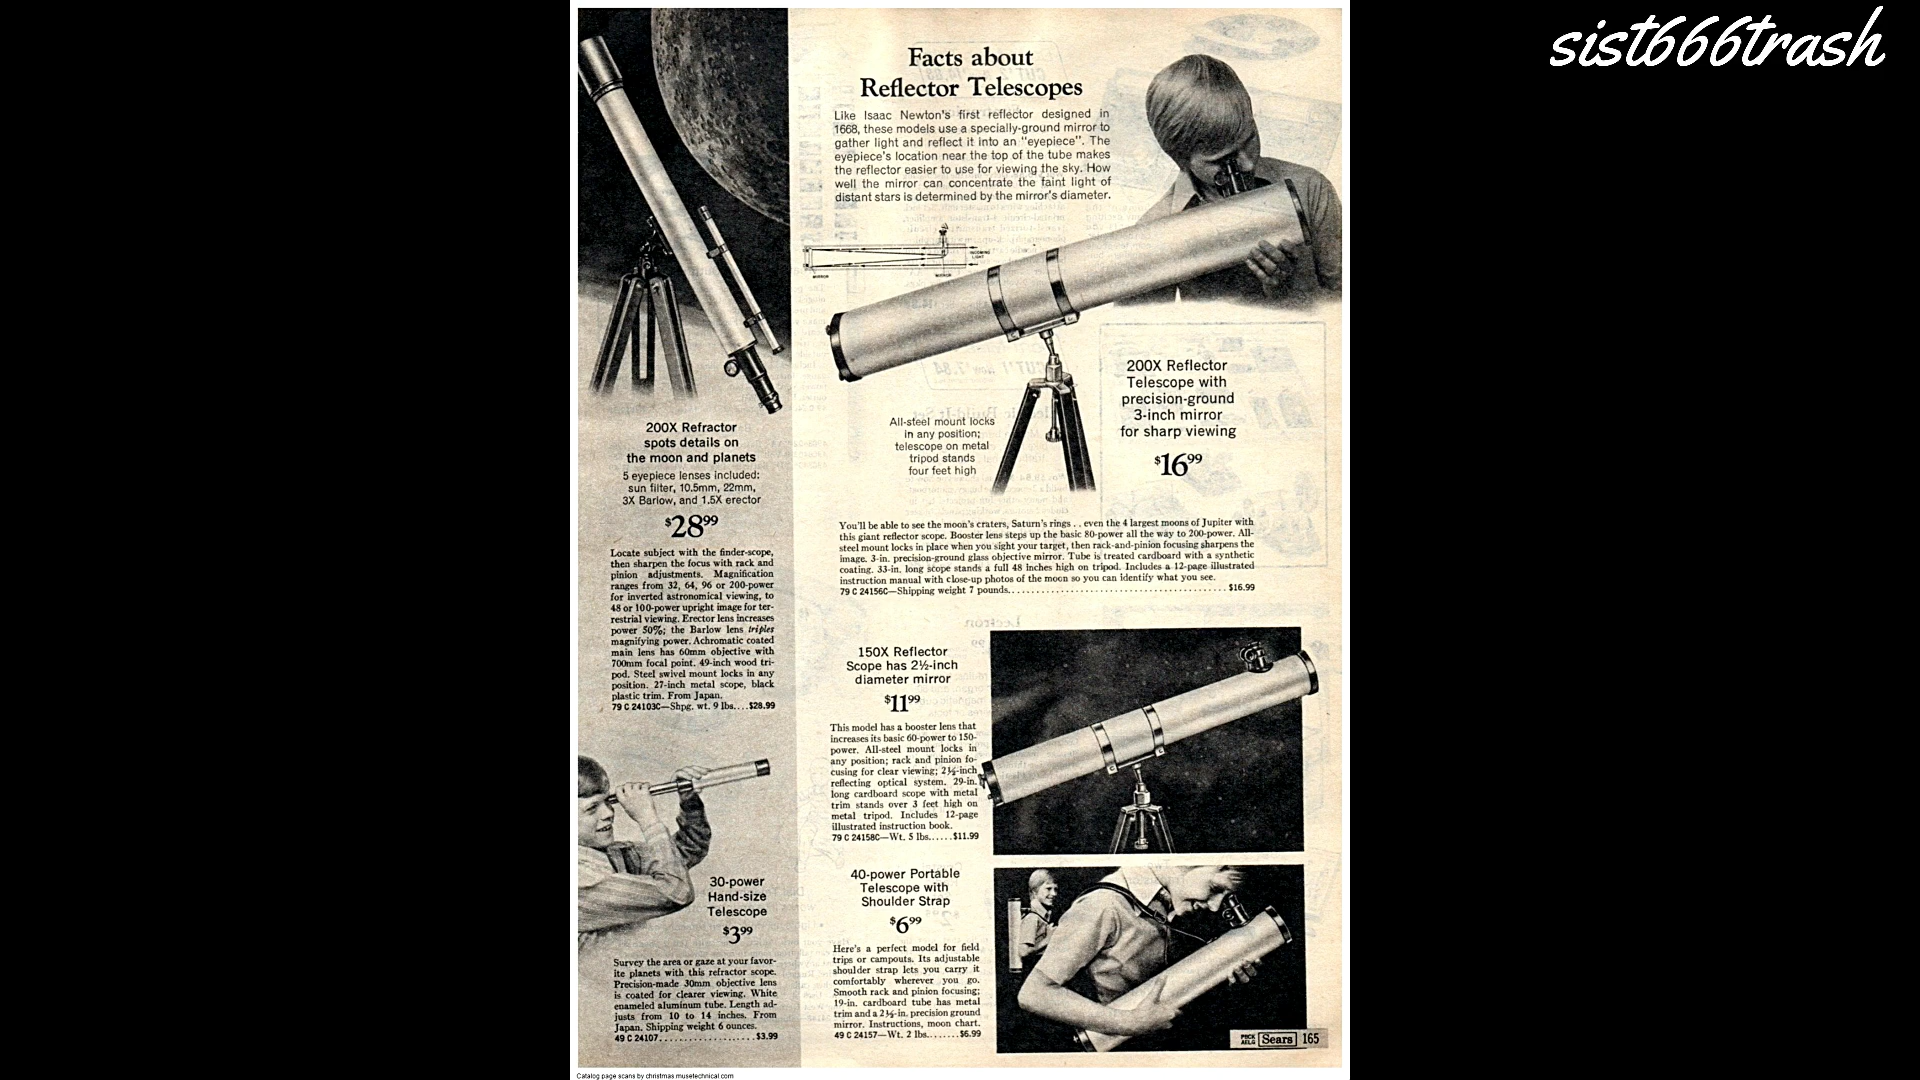 sist666trash
Facts about
Reflector Telescopes
Like Isaac Newton's first reflector designed in
1668, these models use a specially-ground mirror to
gather light and reflect it into an "eyepiece". The
eyepiece's location near the top of the tube makes
the reflector easier to use for viewing the sky. How
well the mirror can concentrate the faint light of
distant stars is determined by the mirror's diameter.
INCOMING
LIGHT
MIRROR
MIRROR
200X Refractor
spots details on
the moon and planets
5 eyepiece lenses included:
sun filter, 10.5mm, 22mm,
3X Barlow, and 1.5X erector
$28.99
Locate subject with the finder-scope,
then sharpen the focus with rack and
pinion adjustments. Magnification
ranges from 32, 64, 96 or 200-power
for inverted astronomical viewing, to
48 or 100-power upright image for ter-
restrial viewing. Erector lens increases
power 50%; the Barlow lens triples
magnifying power. Achromatic coated
main lens has 60mm objective with
700mm focal point. 49-inch wood tri-
pod. Steel swivel mount locks in any
position. 27-inch metal scope, black
plastic trim. From Japan.
79 C 24103C—Shpg. wt. 9 lbs....$28.99
30-power
Hand-size
Telescope
$3.99
Survey the area or gaze at your favor-
ite planets with this refractor scope.
Precision-made 30mm objective lens
is coated for clearer viewing. White
enameled aluminum tube. Length ad-
justs from 10 to 14 inches. From
Japan. Shipping weight 6 ounces.
49 C 24107....................$3.99
All-steel mount locks
in any position;
telescope on metal
tripod stands
four feet high
200X Reflector
Telescope with
precision-ground
3-inch mirror
for sharp viewing
$16.99
You'll be able to see the moon's craters, Saturn's rings . . even the 4 largest moons of Jupiter with
this giant reflector scope. Booster lens steps up the basic 80-power all the way to 200-power. All-
steel mount locks in place when you sight your target, then rack-and-pinion focusing sharpens the
image. 3-in. precision-ground glass objective mirror. Tube is treated cardboard with a synthetic
coating. 33-in. long scope stands a full 48 inches high on tripod. Includes a 12-page illustrated
instruction manual with close-up photos of the moon so you can identify what you see.
79 C 24156C—Shipping weight 7 pounds............................................$16.99
150X Reflector
Scope has 2½-inch
diameter mirror
$11.99
This model has a booster lens that
increases its basic 60-power to 150-
power. All-steel mount locks in
any position; rack and pinion fo-
cusing for clear viewing; 2½-inch
reflecting optical system. 29-in.
long cardboard scope with metal
trim stands over 3 feet high on
metal tripod. Includes 12-page
illustrated instruction book.
79 C 24158C—Wt. 5 lbs......$11.99
40-power Portable
Telescope with
Shoulder Strap
$6.99
Here's a perfect model for field
trips or campouts. Its adjustable
shoulder strap lets you carry it
comfortably wherever you go.
Smooth rack and pinion focusing;
19-in. cardboard tube has metal
trim and a 2½-in. precision ground
mirror. Instructions, moon chart.
49 C 24157—Wt. 2 lbs........$6.99
Sears 165
Catalog page scans by christmas.musetechnical.com